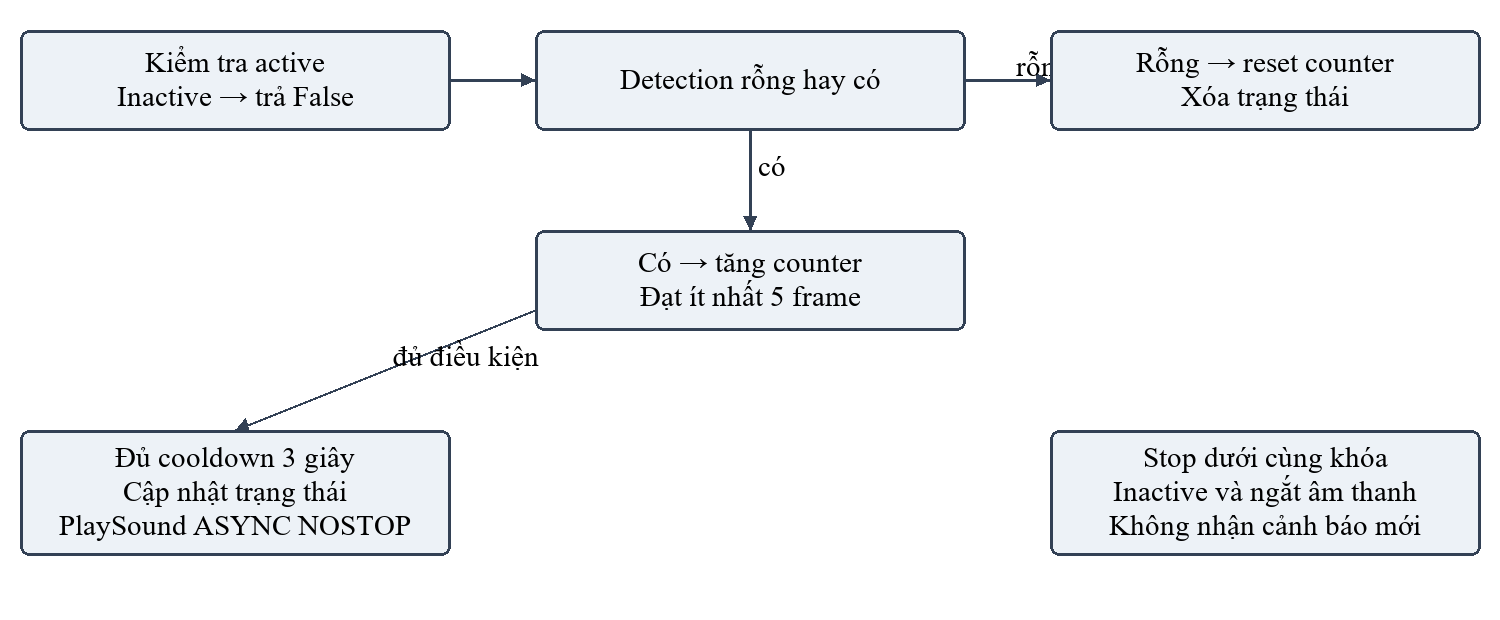 Kiểm tra active
Inactive → trả False
Detection rỗng hay có
Rỗng → reset counter
Xóa trạng thái
có
Có → tăng counter
Đạt ít nhất 5 frame
đủ điều kiện
Đủ cooldown 3 giây
Cập nhật trạng thái
PlaySound ASYNC NOSTOP
Stop dưới cùng khóa
Inactive và ngắt âm thanh
Không nhận cảnh báo mới